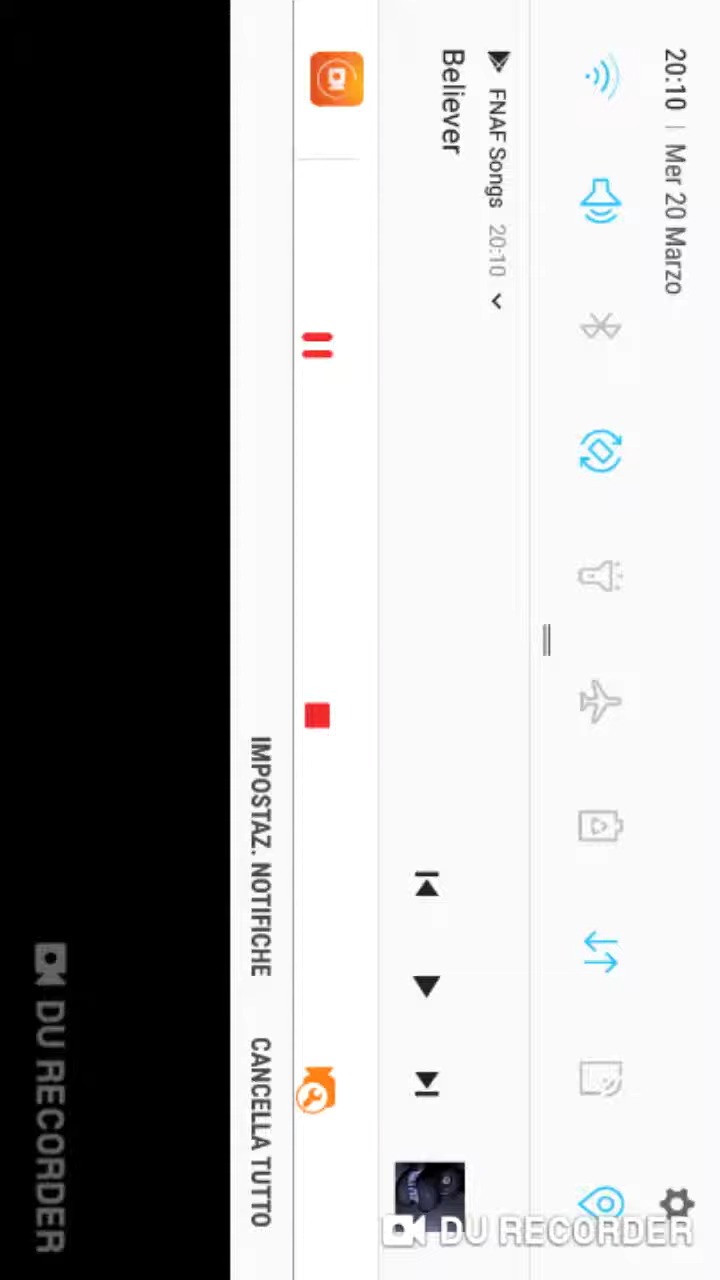 20:10 | Mer 20 Marzo
FNAF Songs 20:10
Believer
IMPOSTAZ. NOTIFICHE CANCELLA TUTTO
DU RECORDER
DU RECORDER